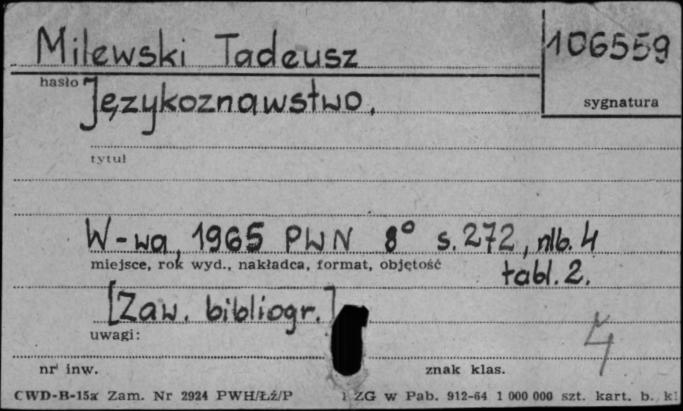 Milewski Tadeusz
106559
hasło
sygnatura
Językoznawstwo.
tytuł
W-wa, 1965 PWN 8° s. 272, nlb. 4
miejsce, rok wyd., nakładca, format, objętość
tabl. 2.
[Zaw. bibliogr.]
uwagi:
4
nr inw.
znak klas.
CWD-B-15a Zam. Nr 2924 PWH/Łź/P ZG w Pab. 912-64 1 000 000 szt. kart. b. kl